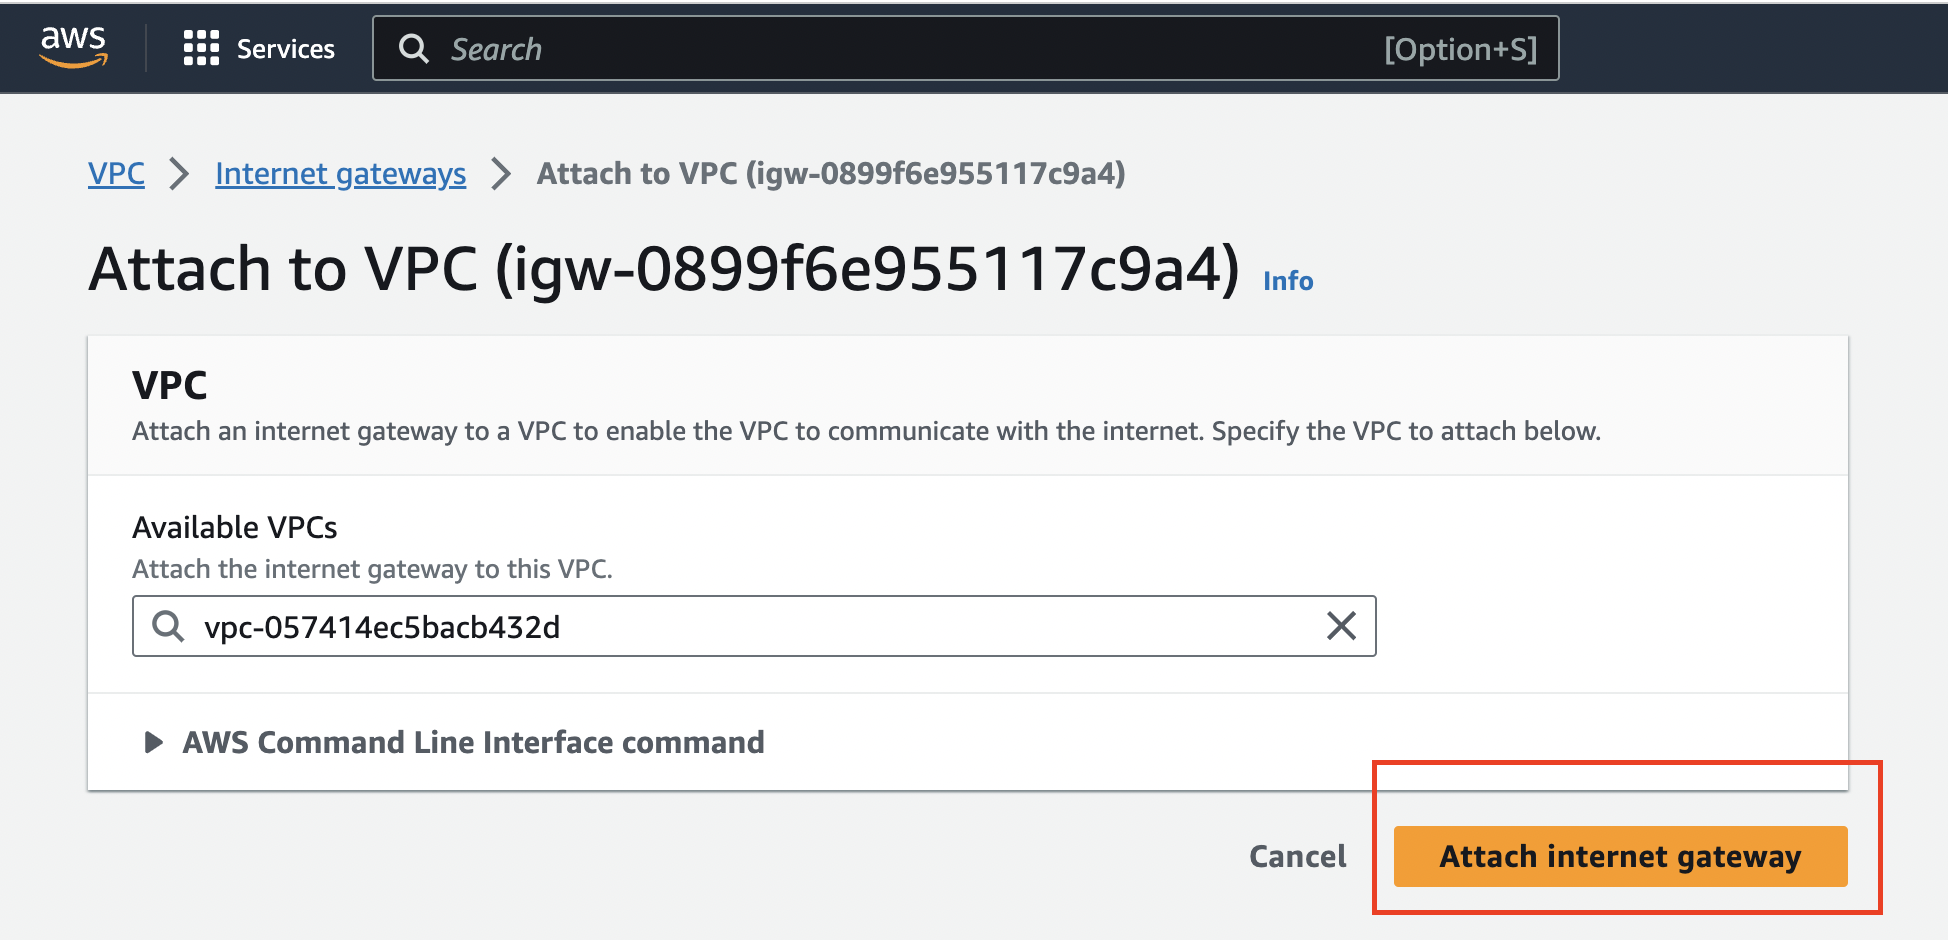 aws
Services
Search
[Option+S]
VPC
Internet gateways
Attach to VPC (igw-0899f6e955117c9a4)
Attach to VPC (igw-0899f6e955117c9a4)
Info
VPC
Attach an internet gateway to a VPC to enable the VPC to communicate with the internet. Specify the VPC to attach below.
Available VPCs
Attach the internet gateway to this VPC.
vpc-057414ec5bacb432d
AWS Command Line Interface command
Cancel
Attach internet gateway